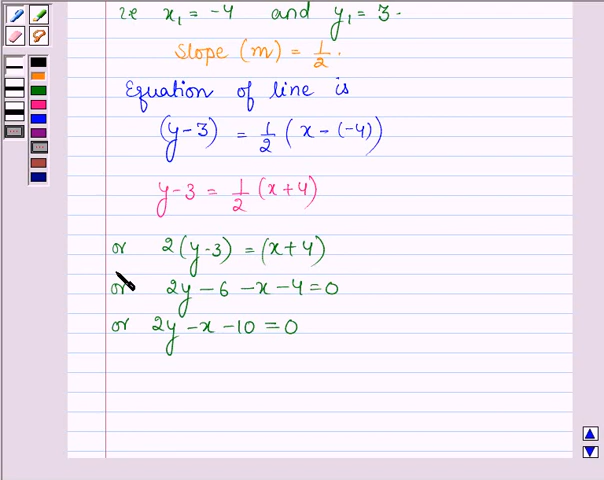 ie x₁ = -4 and y₁ = 3.
Slope (m) = 1/2.
Equation of line is
(y-3) = 1/2 (x-(-4))
y-3 = 1/2 (x+4)
or 2(y-3) = (x+4)
or 2y - 6 - x - 4 = 0
or 2y - x - 10 = 0